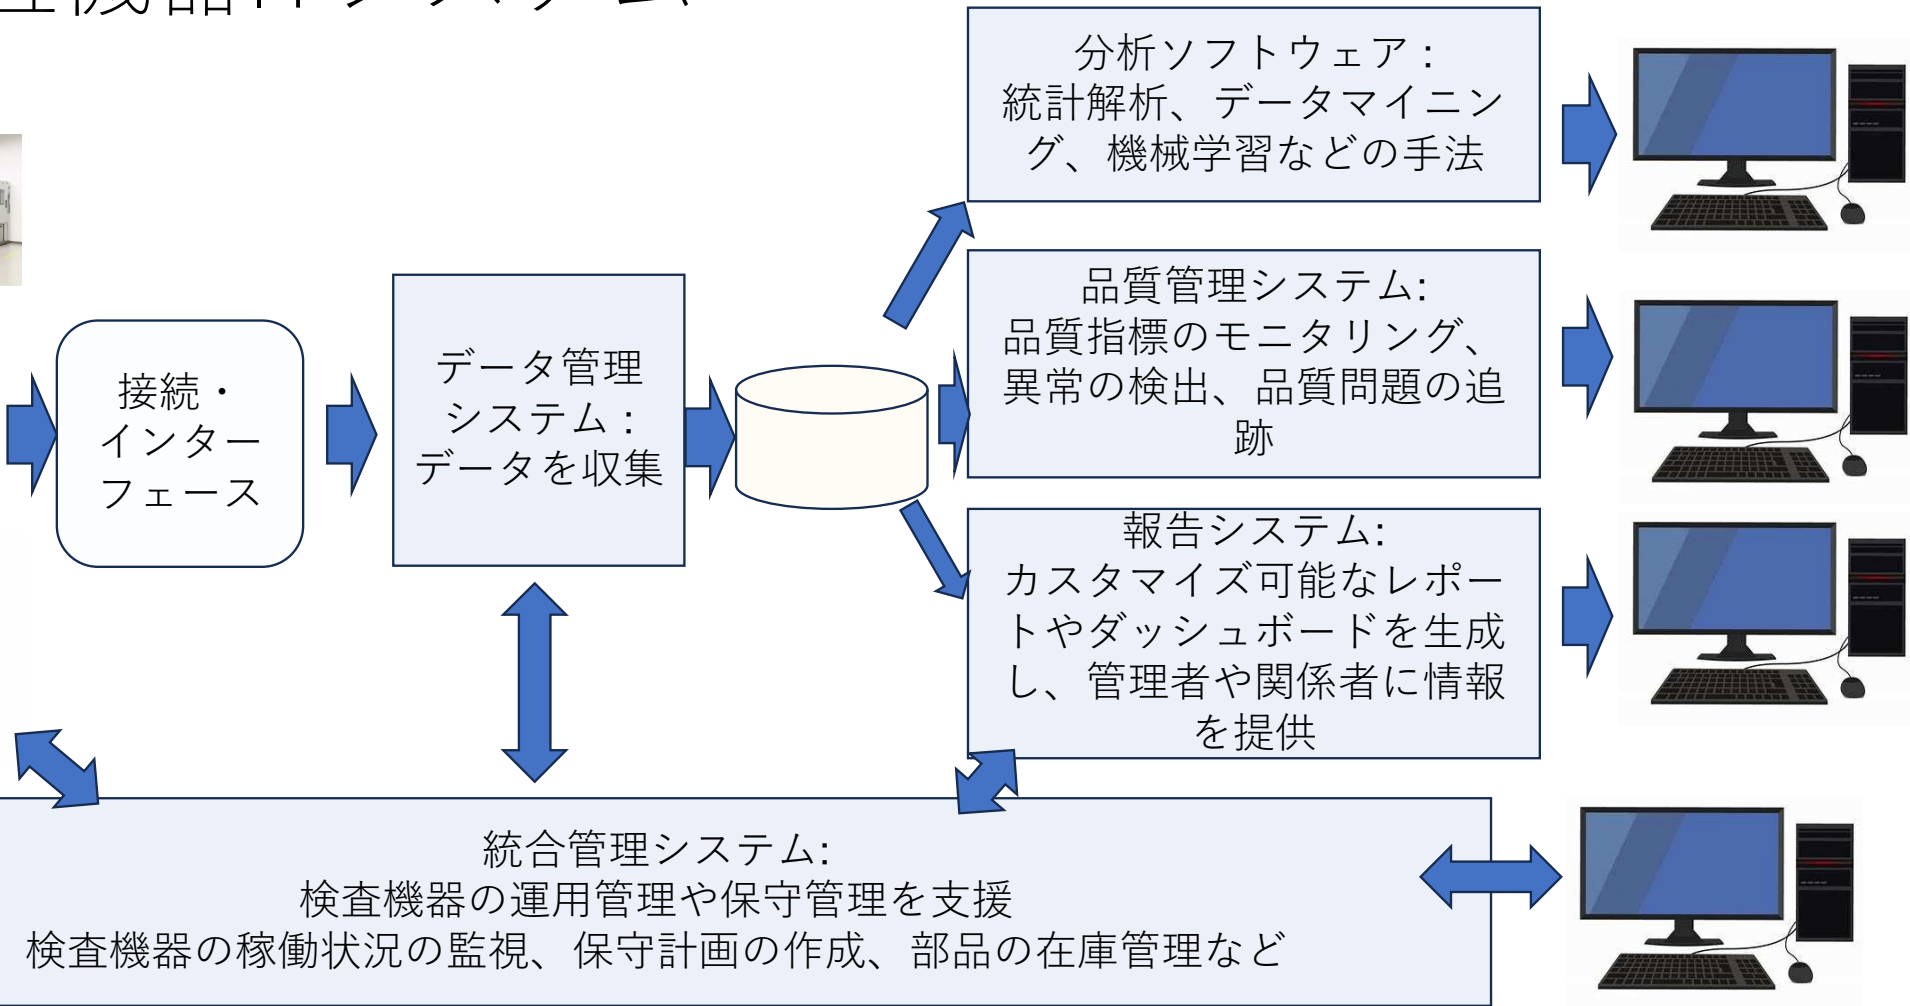 機器ITシステム
分析ソフトウェア：
統計解析、データマイニン
グ、機械学習などの手法
品質管理システム:
品質指標のモニタリング、
異常の検出、品質問題の追
跡
接続・
インター
フェース
データ管理
システム：
データを収集
報告システム:
カスタマイズ可能なレポー
トやダッシュボードを生成
し、管理者や関係者に情報
を提供
統合管理システム:
検査機器の運用管理や保守管理を支援
検査機器の稼働状況の監視、保守計画の作成、部品の在庫管理など